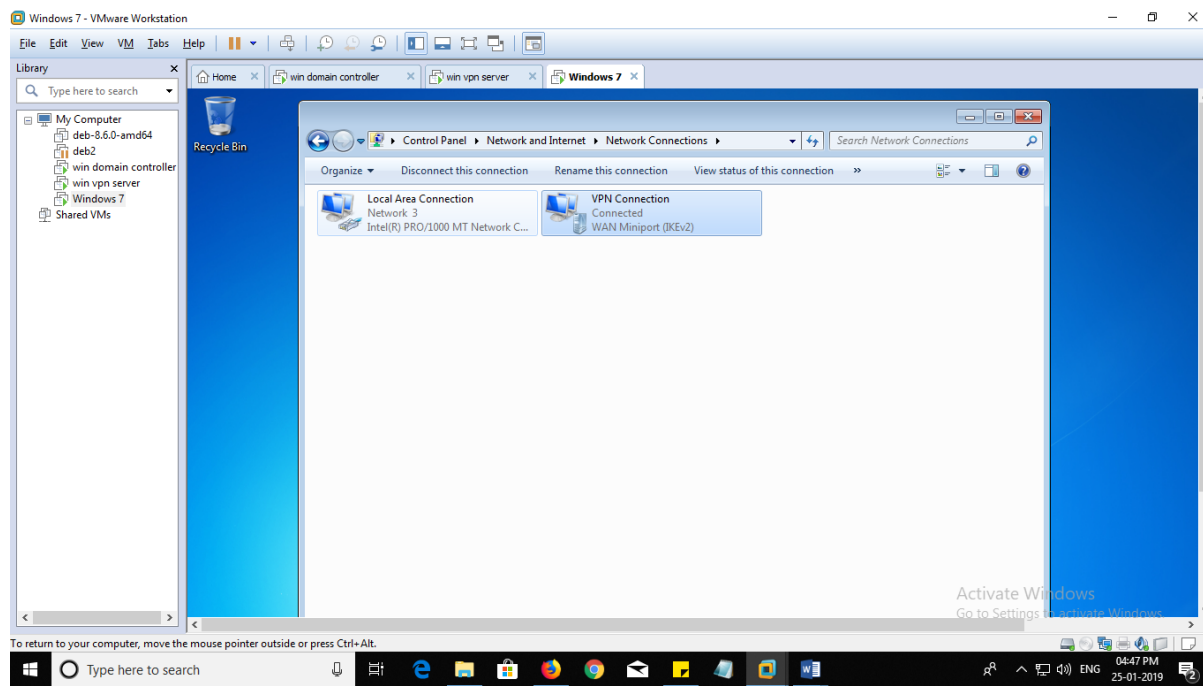 Windows 7 - VMware Workstation
File Edit View VM Tabs Help
Library
Type here to search
My Computer
deb-8.6.0-amd64
deb2
win domain controller
win vpn server
Windows 7
Shared VMs
Home win domain controller win vpn server Windows 7
Recycle Bin
Control Panel Network and Internet Network Connections
Search Network Connections
Organize Disconnect this connection Rename this connection View status of this connection »
Local Area Connection
Network 3
Intel(R) PRO/1000 MT Network C...
VPN Connection
Connected
WAN Miniport (IKEv2)
Activate Windows
Go to Settings to activate Windows.
To return to your computer, move the mouse pointer outside or press Ctrl+Alt.
Type here to search
ENG
04:47 PM
25-01-2019
2